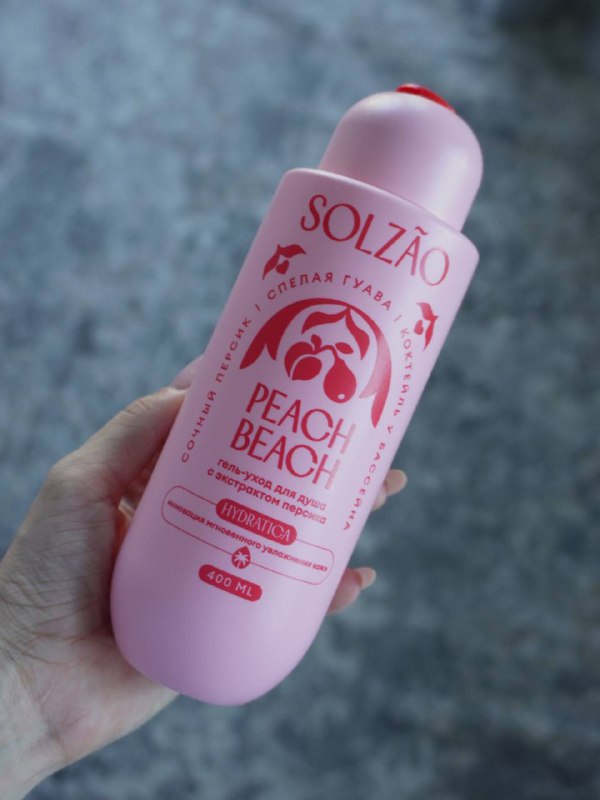 SOLZÃO
СОЧНЫЙ ПЕРСИК | СПЕЛАЯ ГУАВА | КОКТЕЙЛЬ У БАССЕЙНА
PEACH
BEACH
гель-уход для душа
с экстрактом персика
HYDRATICA
инновация мгновенного увлажнения кожи
400 ML